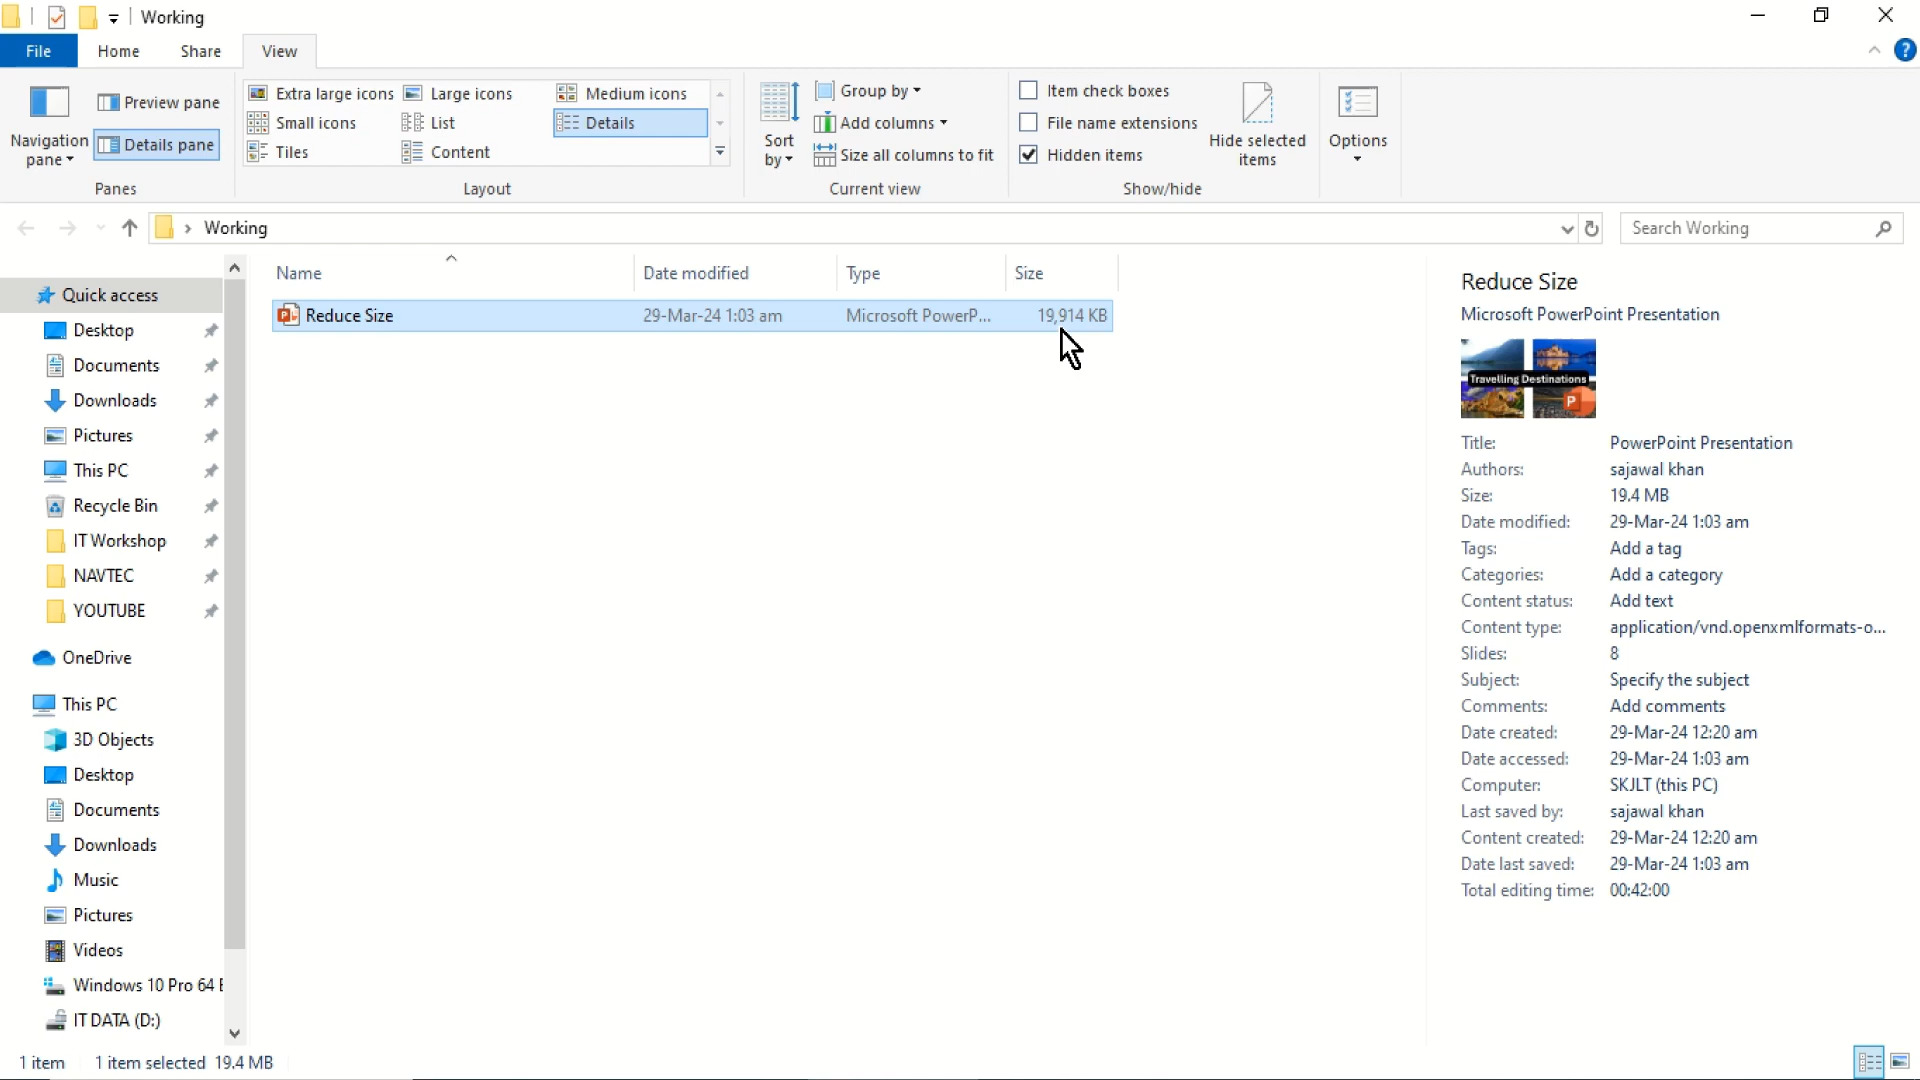 Working
File Home Share View
Navigation pane
Preview pane
Details pane
Panes
Extra large icons Large icons Medium icons
Small icons List Details
Tiles Content
Layout
Sort by
Group by
Add columns
Size all columns to fit
Current view
Item check boxes
File name extensions
Hidden items
Hide selected items
Show/hide
Options
Working
Search Working
Quick access
Desktop
Documents
Downloads
Pictures
This PC
Recycle Bin
IT Workshop
NAVTEC
YOUTUBE
OneDrive
This PC
3D Objects
Desktop
Documents
Downloads
Music
Pictures
Videos
Windows 10 Pro 64
IT DATA (D:)
Name Date modified Type Size
Reduce Size 29-Mar-24 1:03 am Microsoft PowerP... 19,914 KB
Reduce Size
Microsoft PowerPoint Presentation
Travelling Destinations
P
Title: PowerPoint Presentation
Authors: sajawal khan
Size: 19.4 MB
Date modified: 29-Mar-24 1:03 am
Tags: Add a tag
Categories: Add a category
Content status: Add text
Content type: application/vnd.openxmlformats-o...
Slides: 8
Subject: Specify the subject
Comments: Add comments
Date created: 29-Mar-24 12:20 am
Date accessed: 29-Mar-24 1:03 am
Computer: SKJLT (this PC)
Last saved by: sajawal khan
Content created: 29-Mar-24 12:20 am
Date last saved: 29-Mar-24 1:03 am
Total editing time: 00:42:00
1 item 1 item selected 19.4 MB